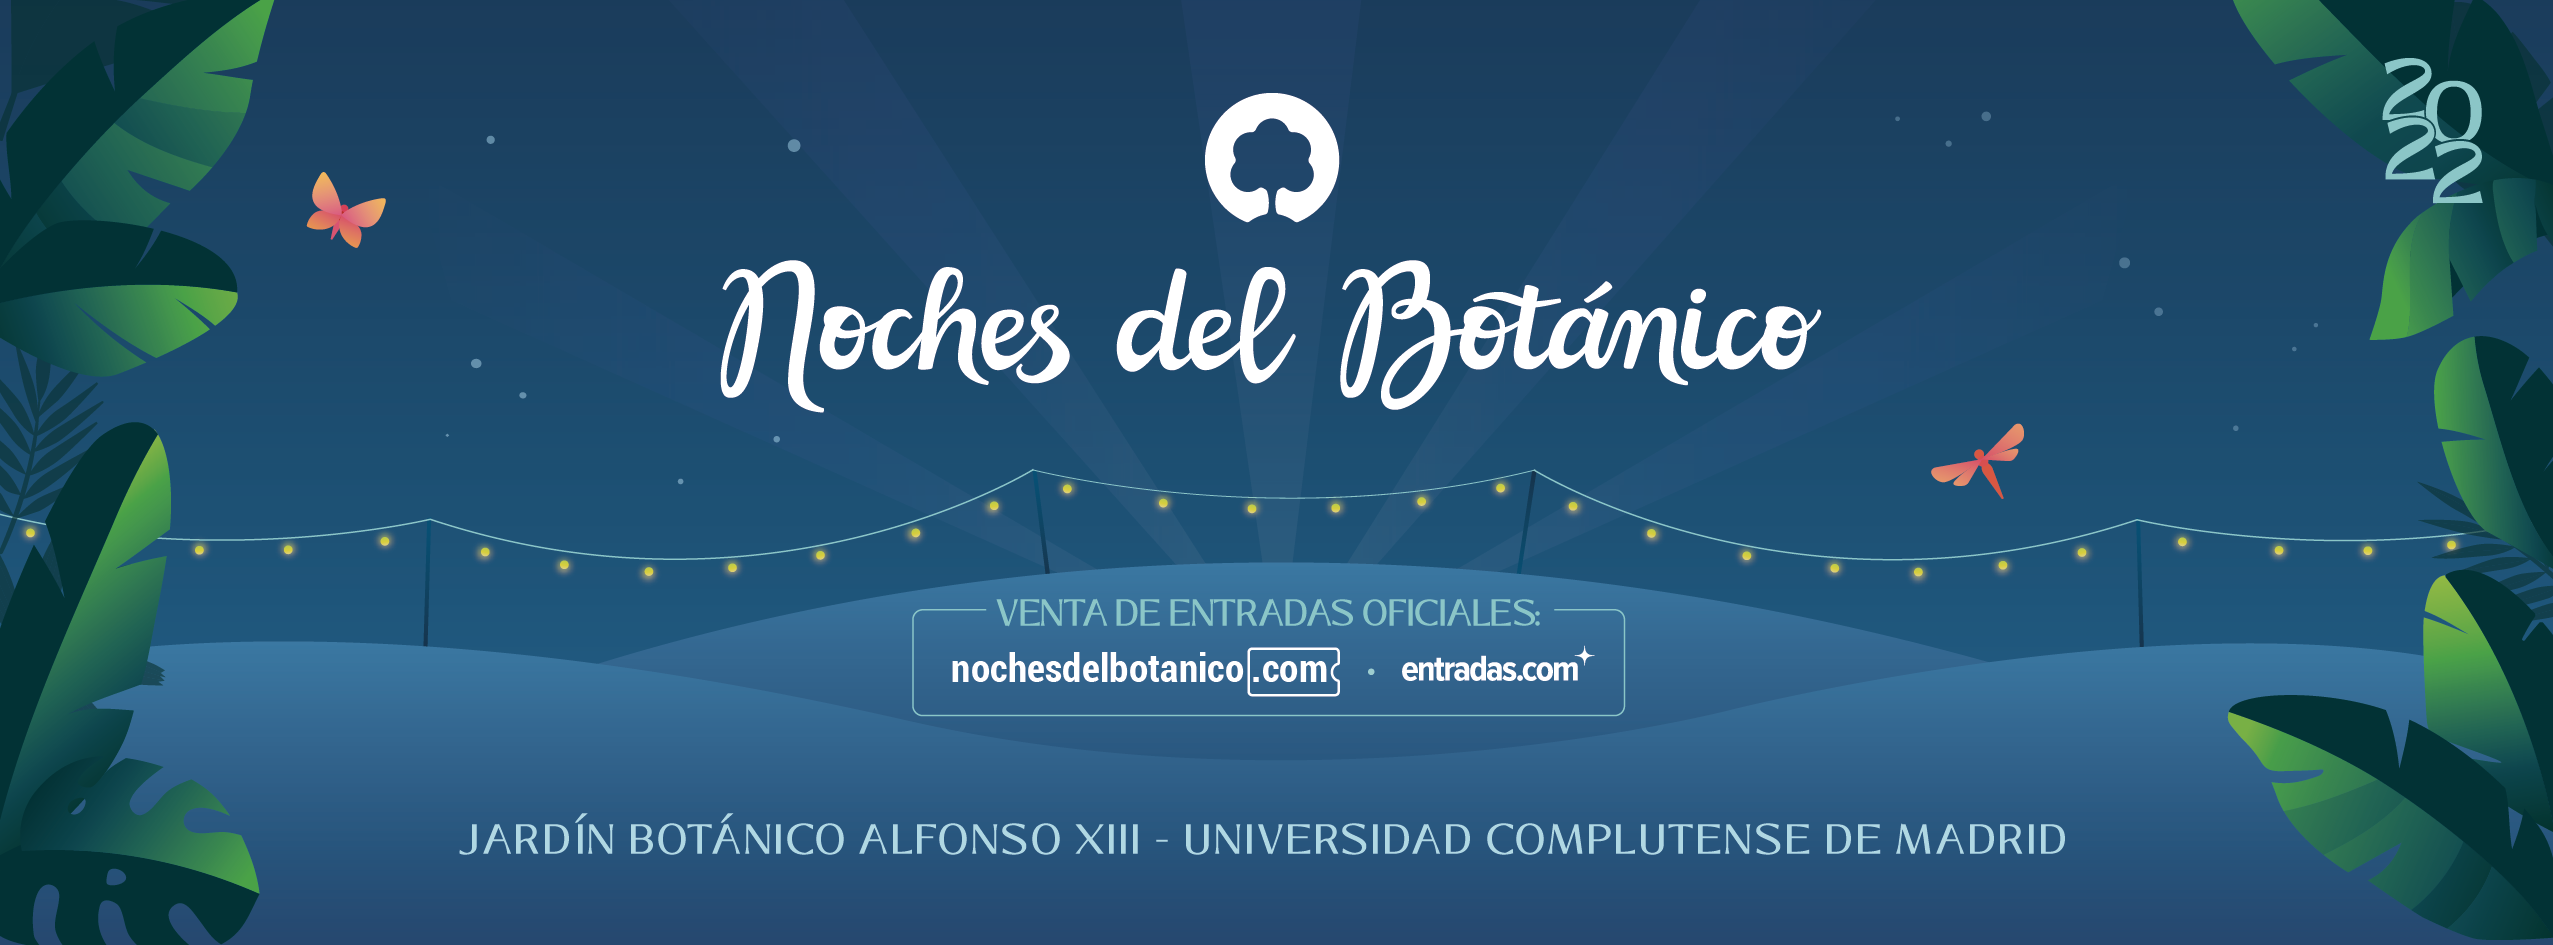 2022
Noches del Botánico
VENTA DE ENTRADAS OFICIALES:
nochesdelbotanico.com · entradas.com
JARDÍN BOTÁNICO ALFONSO XIII - UNIVERSIDAD COMPLUTENSE DE MADRID